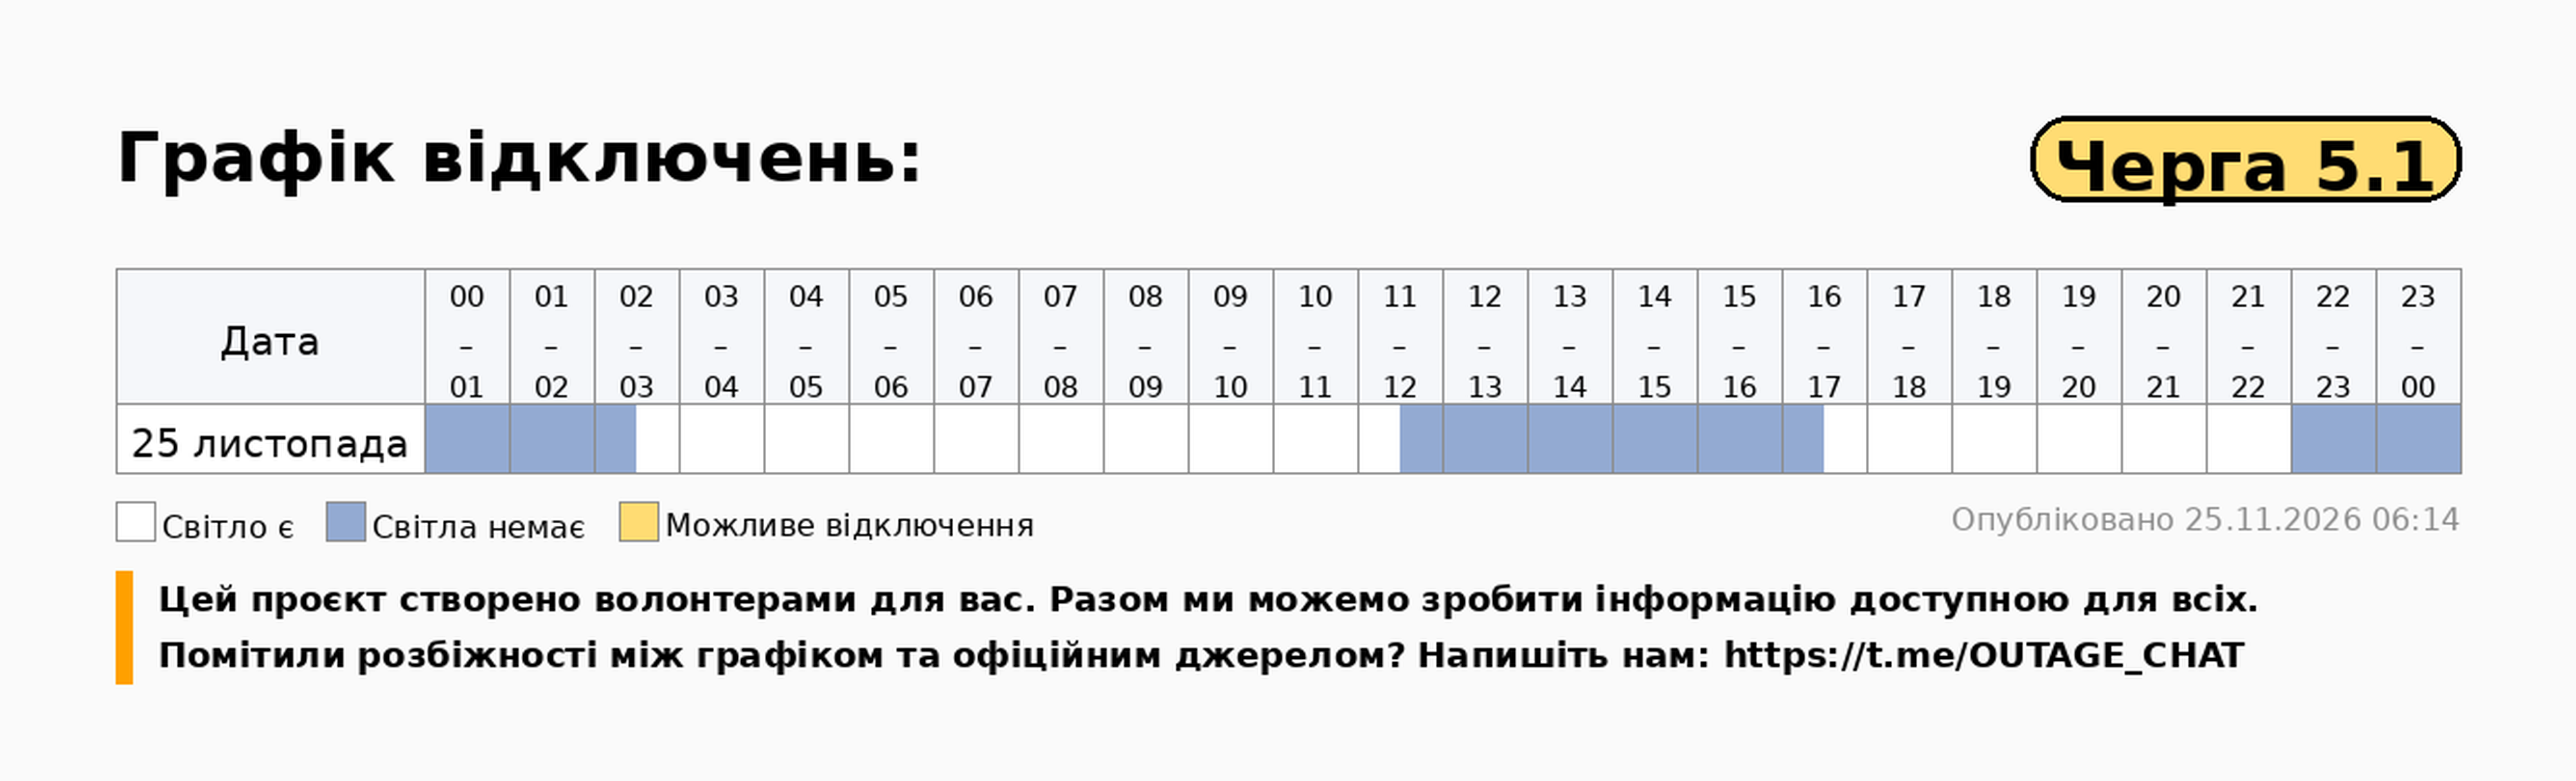 Графік відключень:
Черга 5.1
Дата
00 – 01
01 – 02
02 – 03
03 – 04
04 – 05
05 – 06
06 – 07
07 – 08
08 – 09
09 – 10
10 – 11
11 – 12
12 – 13
13 – 14
14 – 15
15 – 16
16 – 17
17 – 18
18 – 19
19 – 20
20 – 21
21 – 22
22 – 23
23 – 00
25 листопада
Світло є
Світла немає
Можливе відключення
Опубліковано 25.11.2026 06:14
Цей проєкт створено волонтерами для вас. Разом ми можемо зробити інформацію доступною для всіх.
Помітили розбіжності між графіком та офіційним джерелом? Напишіть нам: https://t.me/OUTAGE_CHAT